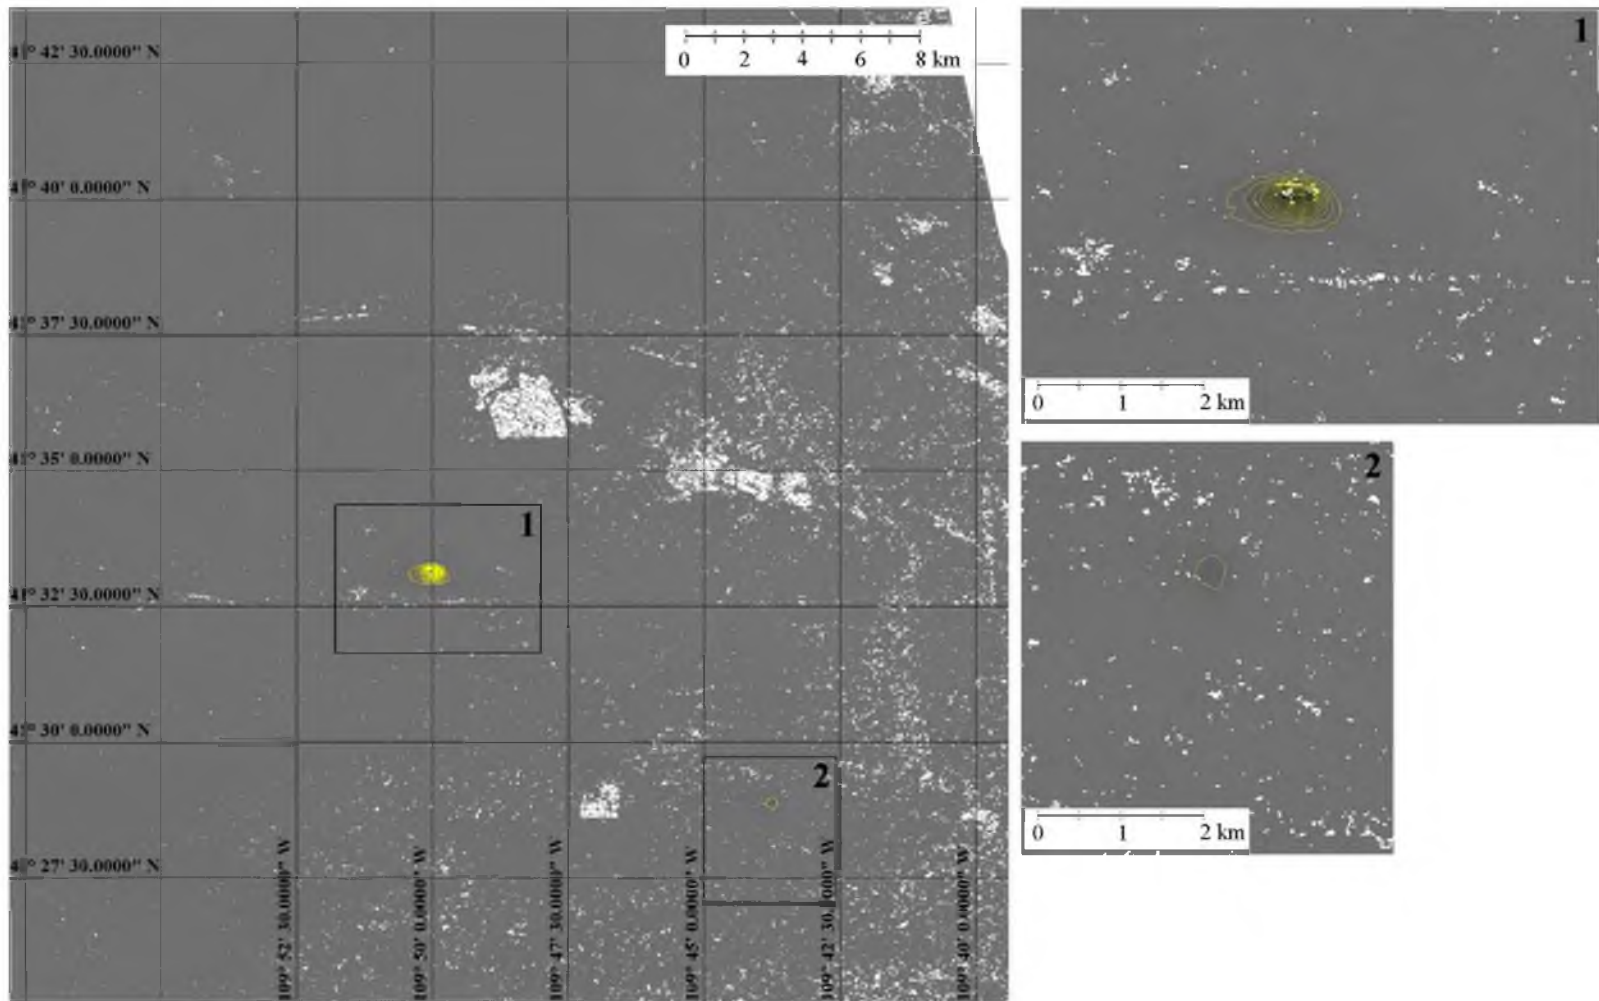 41° 42' 30.0000" N
0 2 4 6 8 km
41° 40' 0.0000" N
41° 37' 30.0000" N
41° 35' 0.0000" N
41° 32' 30.0000" N
41° 30' 0.0000" N
41° 27' 30.0000" N
109° 52' 30.0000" W
109° 50' 0.0000" W
109° 47' 30.0000" W
109° 45' 0.0000" W
109° 42' 30.0000" W
109° 40' 0.0000" W
1
2
1
0 1 2 km
2
0 1 2 km